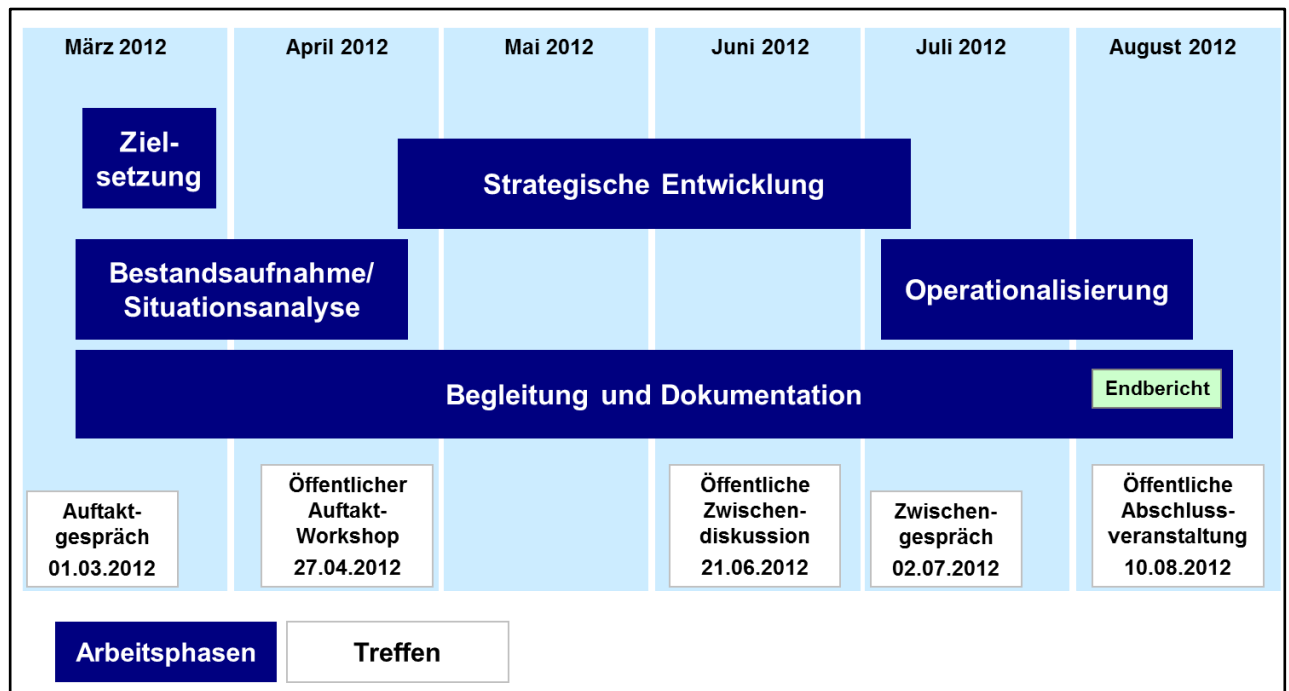 März 2012
April 2012
Mai 2012
Juni 2012
Juli 2012
August 2012
Ziel-
setzung
Strategische Entwicklung
Bestandsaufnahme/
Situationsanalyse
Operationalisierung
Begleitung und Dokumentation
Endbericht
Auftakt-
gespräch
01.03.2012
Öffentlicher
Auftakt-
Workshop
27.04.2012
Öffentliche
Zwischen-
diskussion
21.06.2012
Zwischen-
gespräch
02.07.2012
Öffentliche
Abschluss-
veranstaltung
10.08.2012
Arbeitsphasen
Treffen